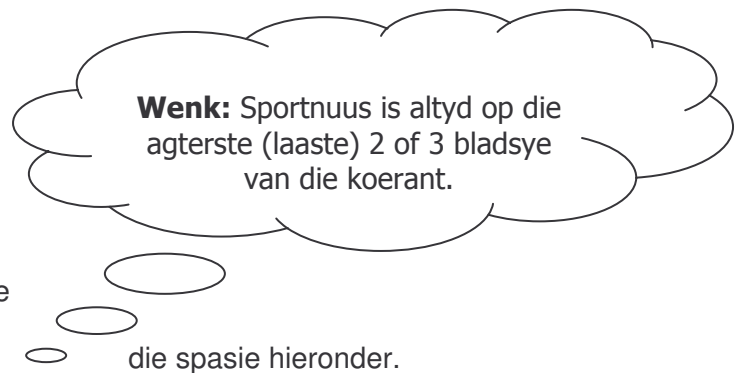 Wenk: Sportnuus is altyd op die
agterste (laaste) 2 of 3 bladsye
van die koerant.
e
die spasie hieronder.